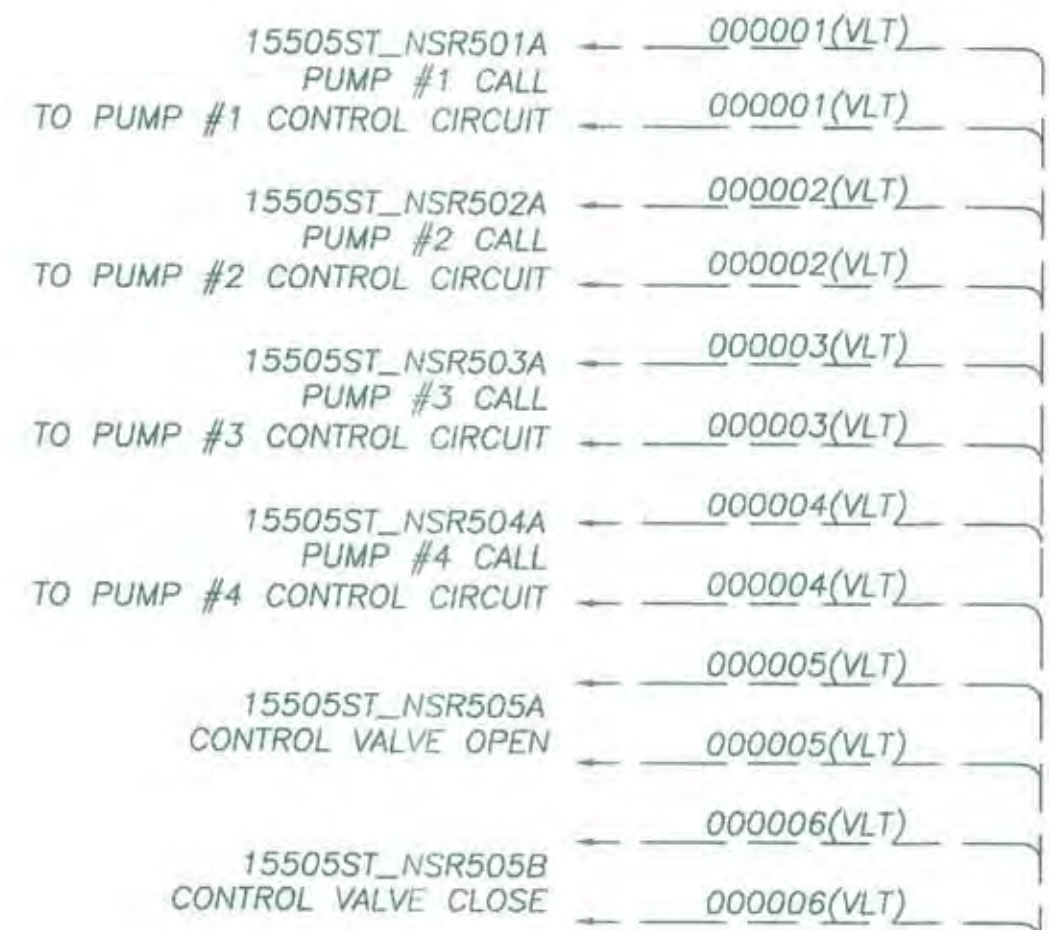 15505ST_NSR501A 000001(VLT)
PUMP #1 CALL
TO PUMP #1 CONTROL CIRCUIT 000001(VLT)
15505ST_NSR502A 000002(VLT)
PUMP #2 CALL
TO PUMP #2 CONTROL CIRCUIT 000002(VLT)
15505ST_NSR503A 000003(VLT)
PUMP #3 CALL
TO PUMP #3 CONTROL CIRCUIT 000003(VLT)
15505ST_NSR504A 000004(VLT)
PUMP #4 CALL
TO PUMP #4 CONTROL CIRCUIT 000004(VLT)
000005(VLT)
15505ST_NSR505A
CONTROL VALVE OPEN 000005(VLT)
000006(VLT)
15505ST_NSR505B
CONTROL VALVE CLOSE 000006(VLT)